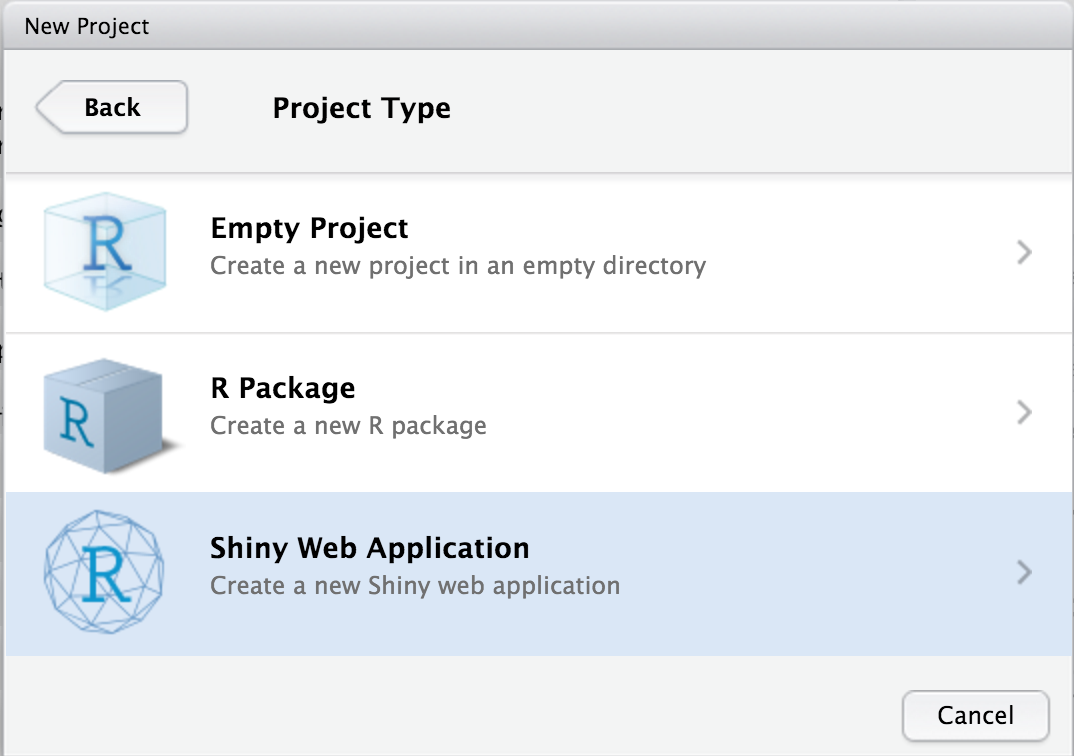 New Project
Back
Project Type
R
Empty Project
Create a new project in an empty directory
R
R Package
Create a new R package
R
Shiny Web Application
Create a new Shiny web application
Cancel